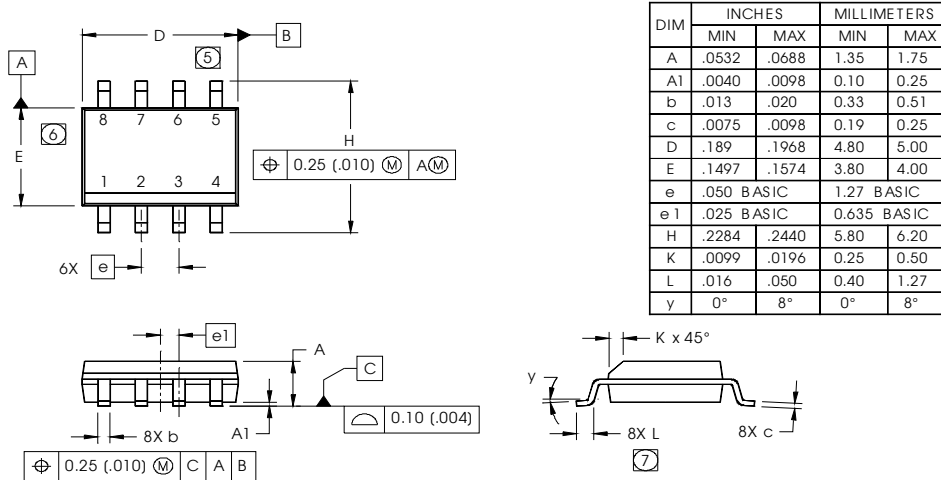 D
B
5
A
8 7 6 5
6
E
H
⌖ 0.25 (.010) Ⓜ A Ⓜ
1 2 3 4
6X e
DIM INCHES MILLIMETERS
MIN MAX MIN MAX
A .0532 .0688 1.35 1.75
A1 .0040 .0098 0.10 0.25
b .013 .020 0.33 0.51
c .0075 .0098 0.19 0.25
D .189 .1968 4.80 5.00
E .1497 .1574 3.80 4.00
e .050 BASIC 1.27 BASIC
e1 .025 BASIC 0.635 BASIC
H .2284 .2440 5.80 6.20
K .0099 .0196 0.25 0.50
L .016 .050 0.40 1.27
y 0° 8° 0° 8°
e1
A
C
A1
8X b
⌓ 0.10 (.004)
⌖ 0.25 (.010) Ⓜ C A B
K x 45°
y
8X L
8X c
7